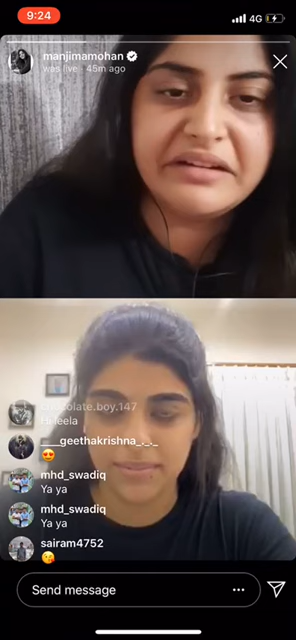 9:24
4G
manjimamohan
was live · 45m ago
chocolate.boy.147
Hi leela
___geethakrishna_._._
😍
mhd_swadiq
Ya ya
mhd_swadiq
Ya ya
sairam4752
😘
Send message